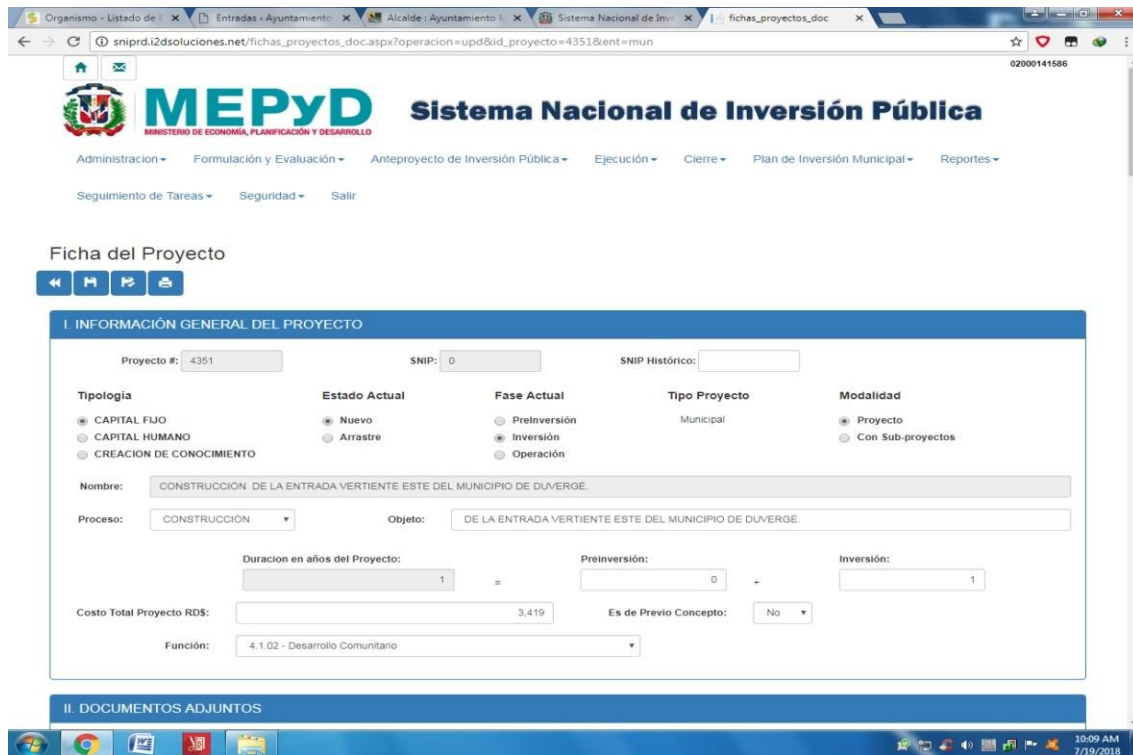 Organismo - Listado de
Entradas ‹ Ayuntamiento
Alcalde : Ayuntamiento
Sistema Nacional de Inv
fichas_proyectos_doc
sniprd.i2dsoluciones.net/fichas_proyectos_doc.aspx?operacion=upd&id_proyecto=4351&ent=mun
02000141586
MEPyD
MINISTERIO DE ECONOMÍA, PLANIFICACIÓN Y DESARROLLO
Sistema Nacional de Inversión Pública
Administracion Formulación y Evaluación Anteproyecto de Inversión Pública Ejecución Cierre Plan de Inversión Municipal Reportes
Seguimiento de Tareas Seguridad Salir
Ficha del Proyecto
I. INFORMACIÓN GENERAL DEL PROYECTO
Proyecto #: 4351 SNIP: 0 SNIP Histórico:
Tipología Estado Actual Fase Actual Tipo Proyecto Modalidad
CAPITAL FIJO Nuevo PreInversión Municipal Proyecto
CAPITAL HUMANO Arrastre Inversión Con Sub-proyectos
CREACION DE CONOCIMIENTO Operación
Nombre: CONSTRUCCIÓN DE LA ENTRADA VERTIENTE ESTE DEL MUNICIPIO DE DUVERGÉ.
Proceso: CONSTRUCCIÓN Objeto: DE LA ENTRADA VERTIENTE ESTE DEL MUNICIPIO DE DUVERGÉ.
Duracion en años del Proyecto: Preinversión: Inversión:
1 = 0 + 1
Costo Total Proyecto RD$: 3,419 Es de Previo Concepto: No
Función: 4.1.02 - Desarrollo Comunitario
II. DOCUMENTOS ADJUNTOS
10:09 AM
7/19/2018